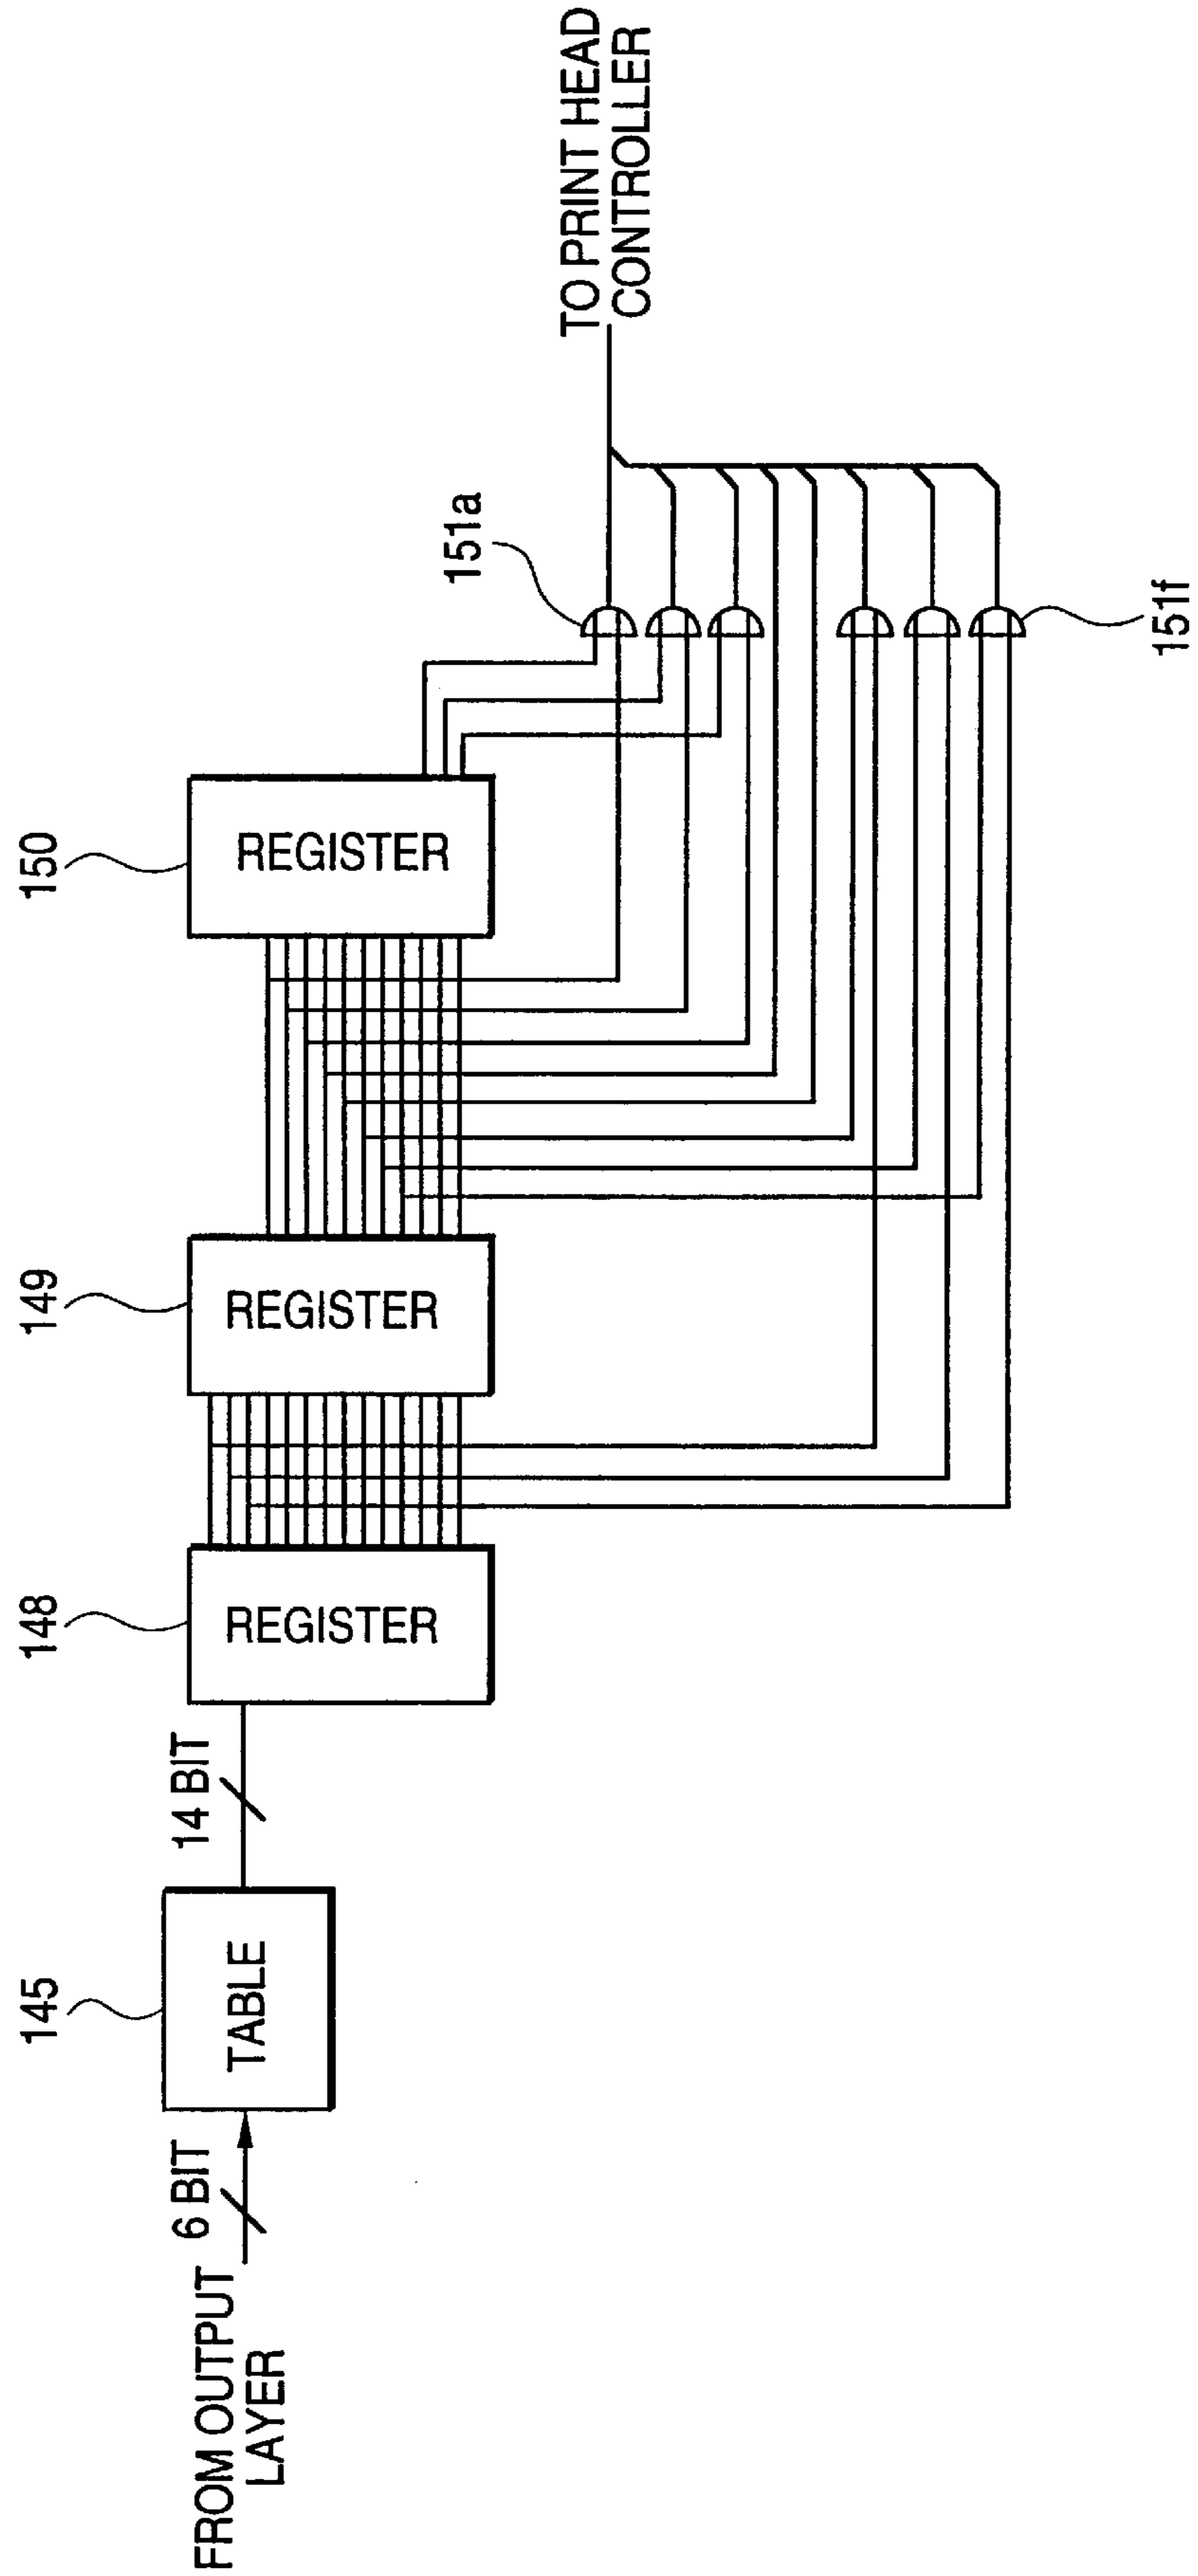 FROM OUTPUT
LAYER
6 BIT
145
TABLE
14 BIT
148
REGISTER
149
REGISTER
150
REGISTER
151a
151f
TO PRINT HEAD
CONTROLLER